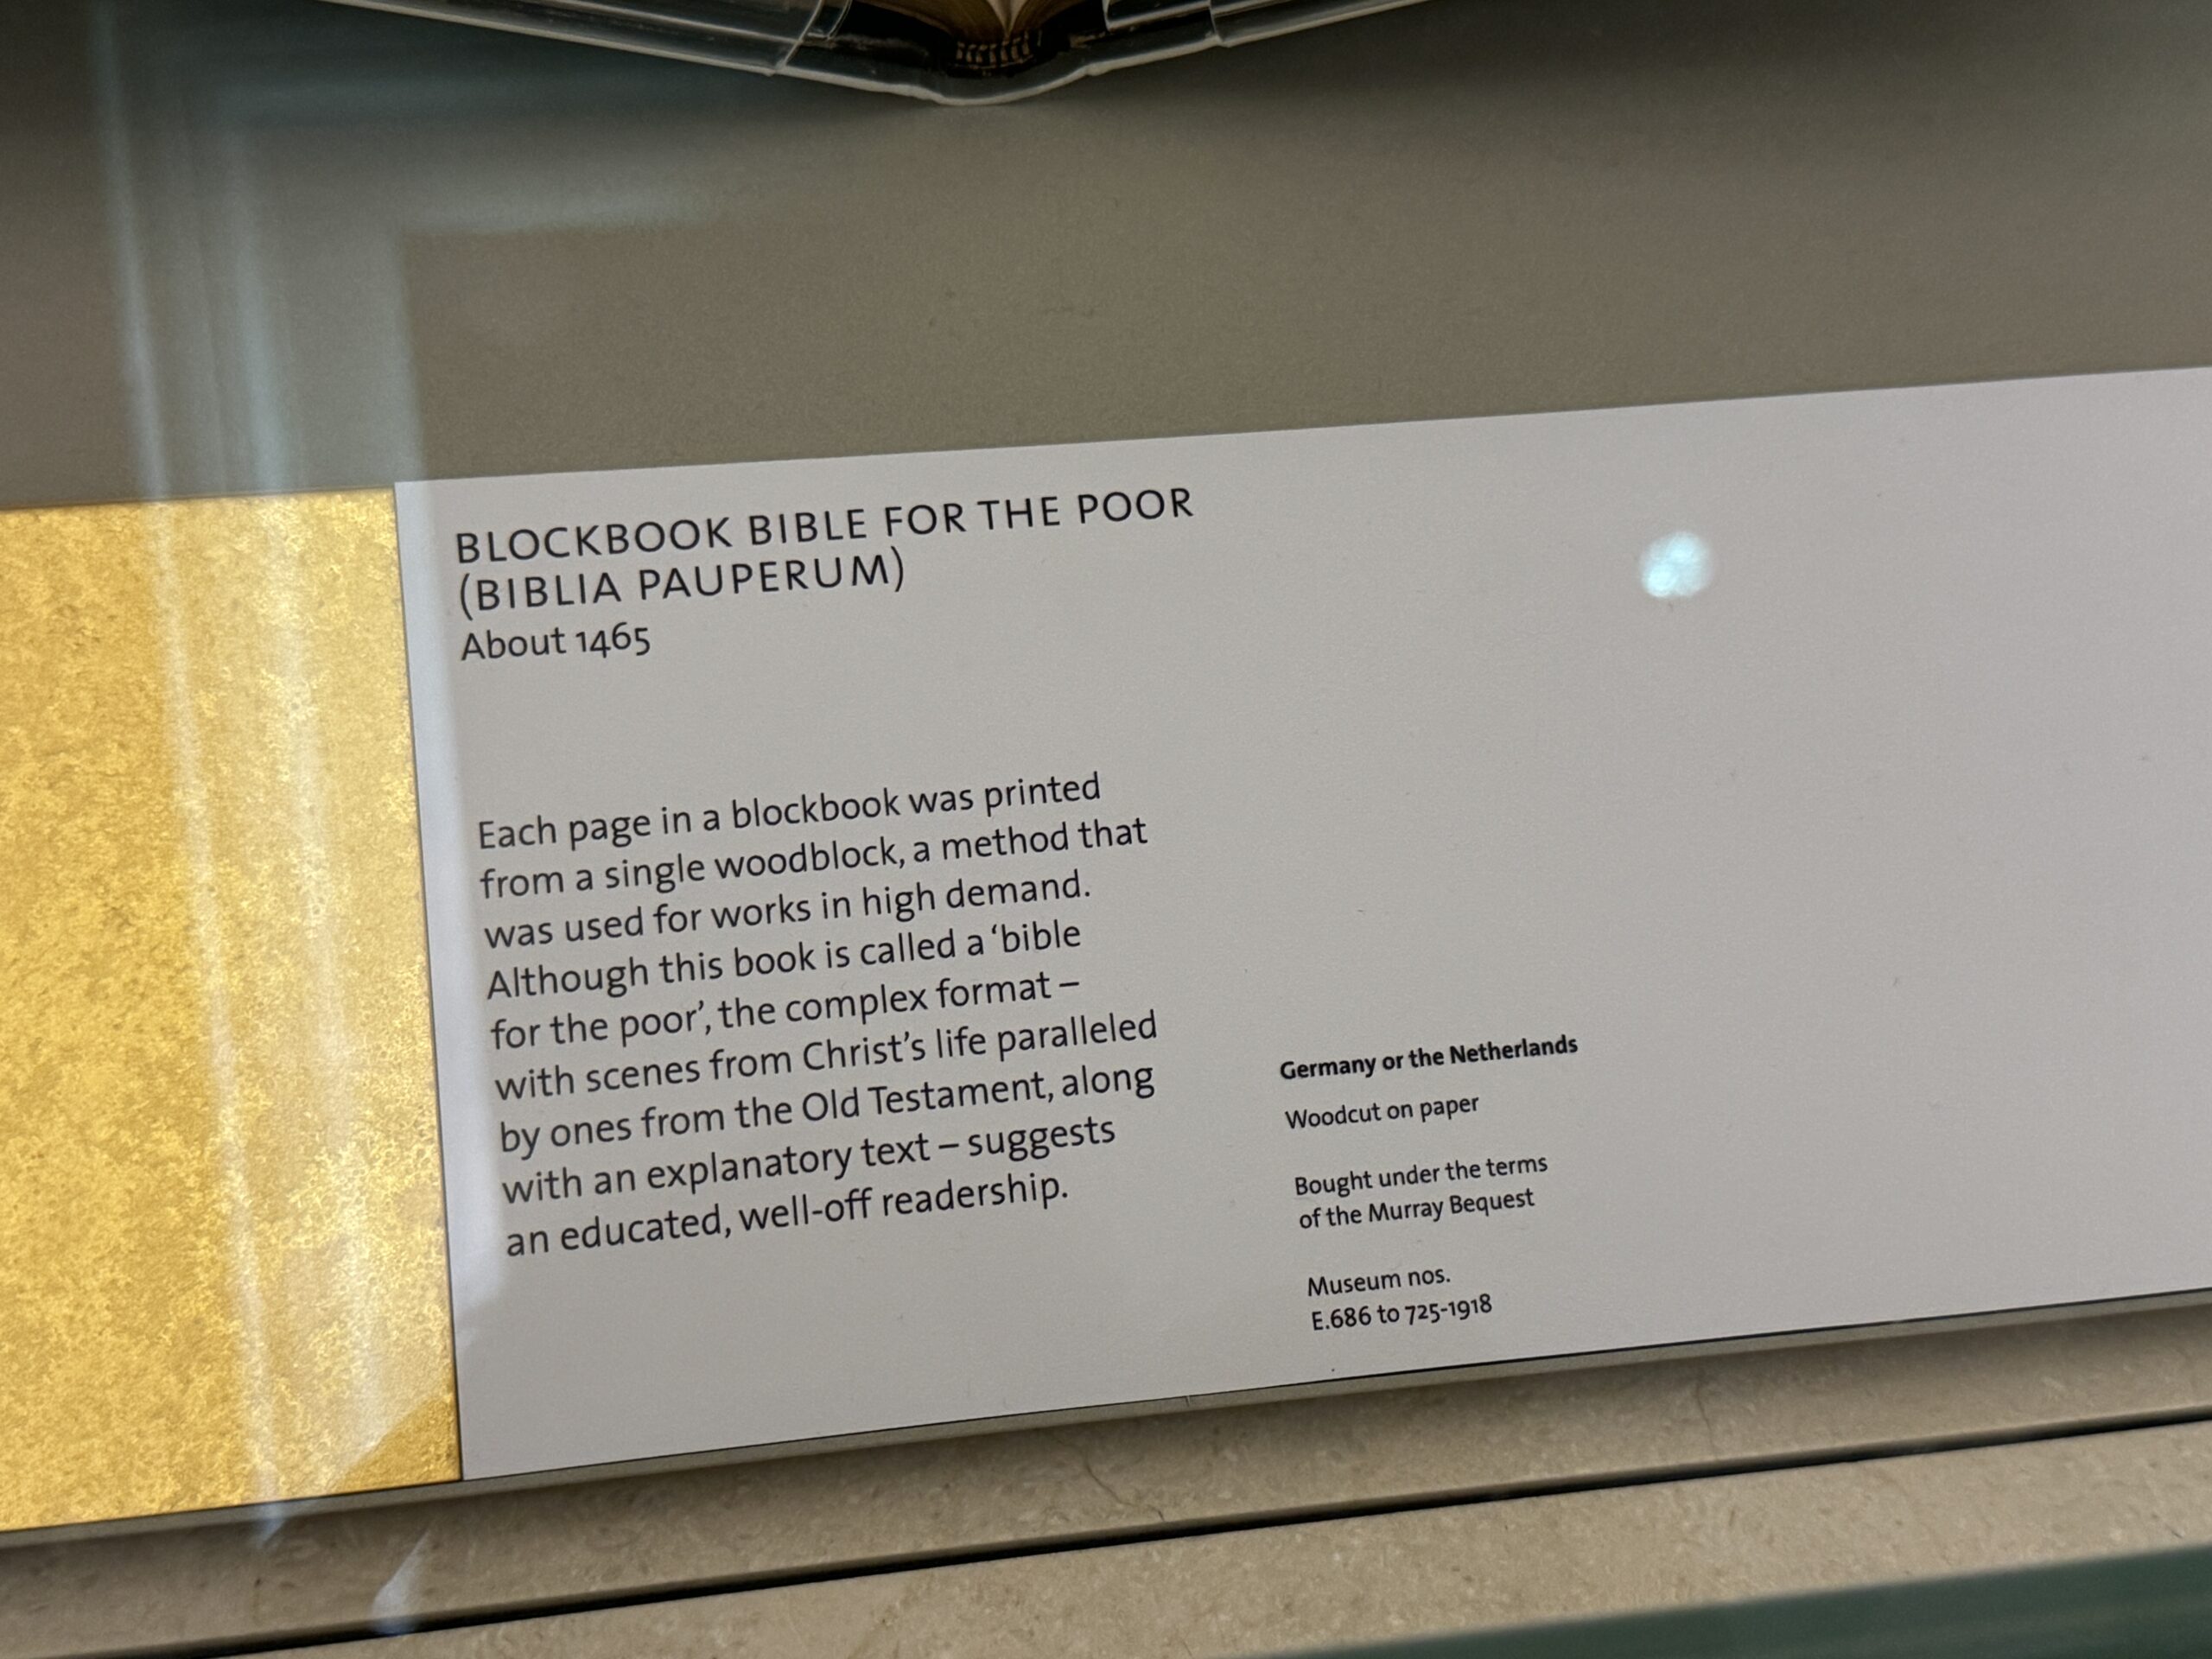 BLOCKBOOK BIBLE FOR THE POOR
(BIBLIA PAUPERUM)
About 1465
Each page in a blockbook was printed
from a single woodblock, a method that
was used for works in high demand.
Although this book is called a ‘bible
for the poor’, the complex format –
with scenes from Christ’s life paralleled
by ones from the Old Testament, along
with an explanatory text – suggests
an educated, well-off readership.
Germany or the Netherlands
Woodcut on paper
Bought under the terms
of the Murray Bequest
Museum nos.
E.686 to 725-1918